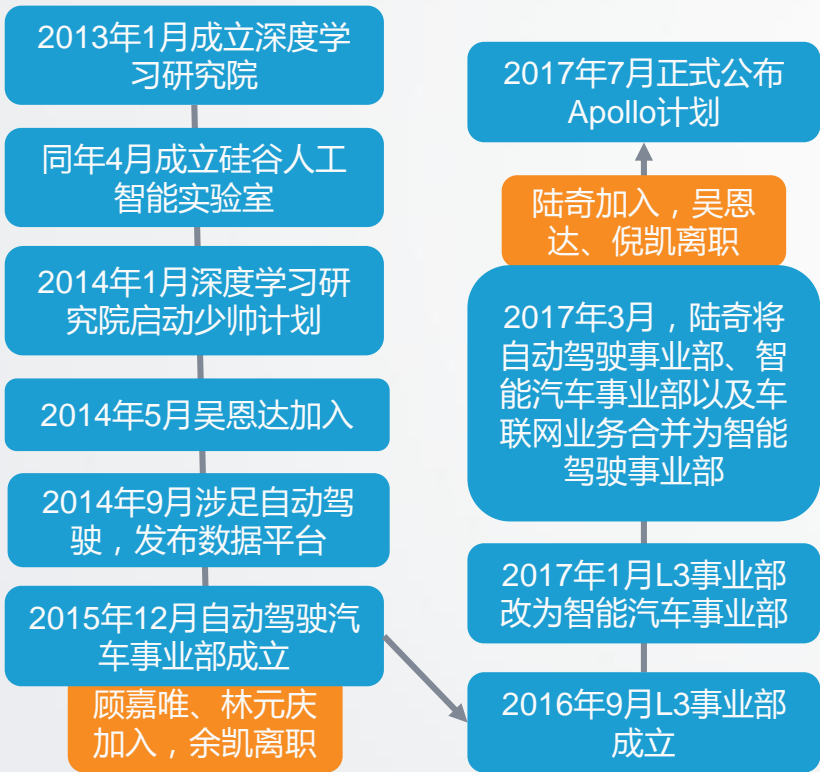 2013年1月成立深度学
习研究院
同年4月成立硅谷人工
智能实验室
2014年1月深度学习研
究院启动少帅计划
2014年5月吴恩达加入
2014年9月涉足自动驾
驶，发布数据平台
2015年12月自动驾驶汽
车事业部成立
顾嘉唯、林元庆
加入，余凯离职
2016年9月L3事业部
成立
2017年1月L3事业部
改为智能汽车事业部
2017年3月，陆奇将
自动驾驶事业部、智
能汽车事业部以及车
联网业务合并为智能
驾驶事业部
陆奇加入，吴恩
达、倪凯离职
2017年7月正式公布
Apollo计划